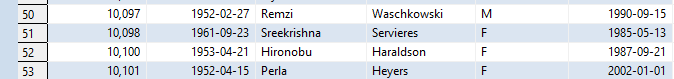 50 10,097 1952-02-27 Remzi Waschkowski M 1990-09-15
51 10,098 1961-09-23 Sreekrishna Servieres F 1985-05-13
52 10,100 1953-04-21 Hironobu Haraldson F 1987-09-21
53 10,101 1952-04-15 Perla Heyers F 2002-01-01